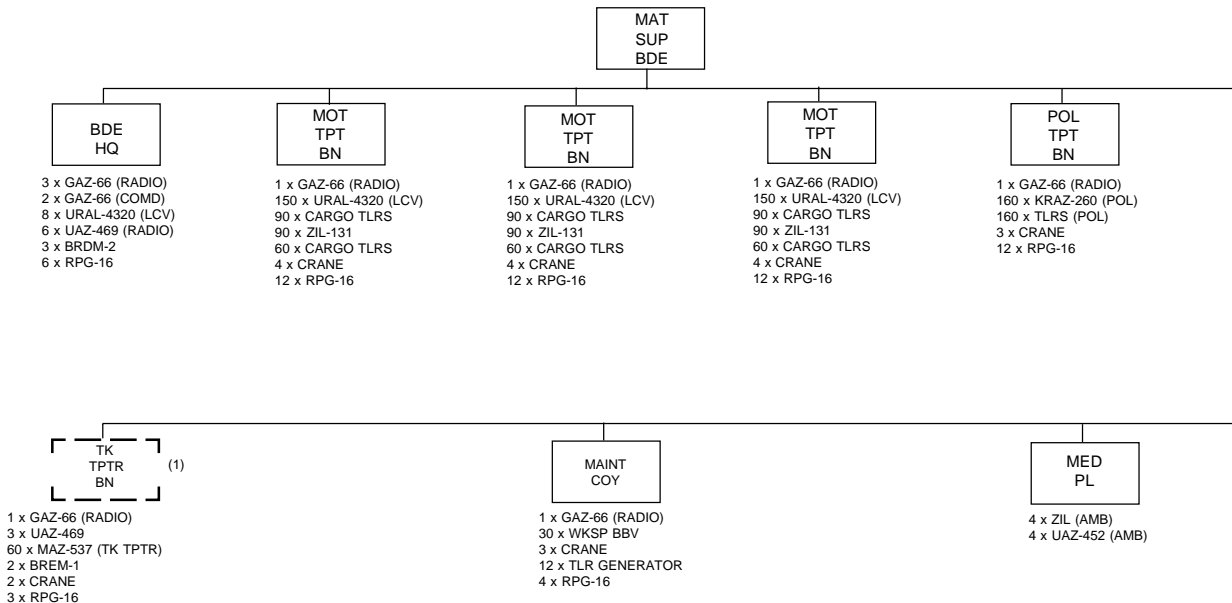 MAT
SUP
BDE
BDE
HQ
3 x GAZ-66 (RADIO)
2 x GAZ-66 (COMD)
8 x URAL-4320 (LCV)
6 x UAZ-469 (RADIO)
3 x BRDM-2
6 x RPG-16
MOT
TPT
BN
1 x GAZ-66 (RADIO)
150 x URAL-4320 (LCV)
90 x CARGO TLRS
90 x ZIL-131
60 x CARGO TLRS
4 x CRANE
12 x RPG-16
MOT
TPT
BN
1 x GAZ-66 (RADIO)
150 x URAL-4320 (LCV)
90 x CARGO TLRS
90 x ZIL-131
60 x CARGO TLRS
4 x CRANE
12 x RPG-16
MOT
TPT
BN
1 x GAZ-66 (RADIO)
150 x URAL-4320 (LCV)
90 x CARGO TLRS
90 x ZIL-131
60 x CARGO TLRS
4 x CRANE
12 x RPG-16
POL
TPT
BN
1 x GAZ-66 (RADIO)
160 x KRAZ-260 (POL)
160 x TLRS (POL)
3 x CRANE
12 x RPG-16
TK
TPTR
BN
(1)
1 x GAZ-66 (RADIO)
3 x UAZ-469
60 x MAZ-537 (TK TPTR)
2 x BREM-1
2 x CRANE
3 x RPG-16
MAINT
COY
1 x GAZ-66 (RADIO)
30 x WKSP BBV
3 x CRANE
12 x TLR GENERATOR
4 x RPG-16
MED
PL
4 x ZIL (AMB)
4 x UAZ-452 (AMB)